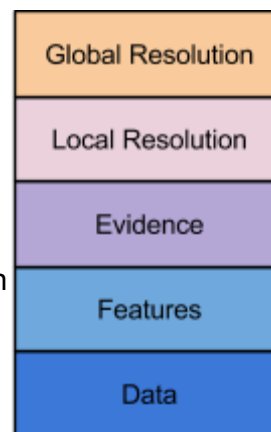 Global Resolution
Local Resolution
Evidence
Features
Data